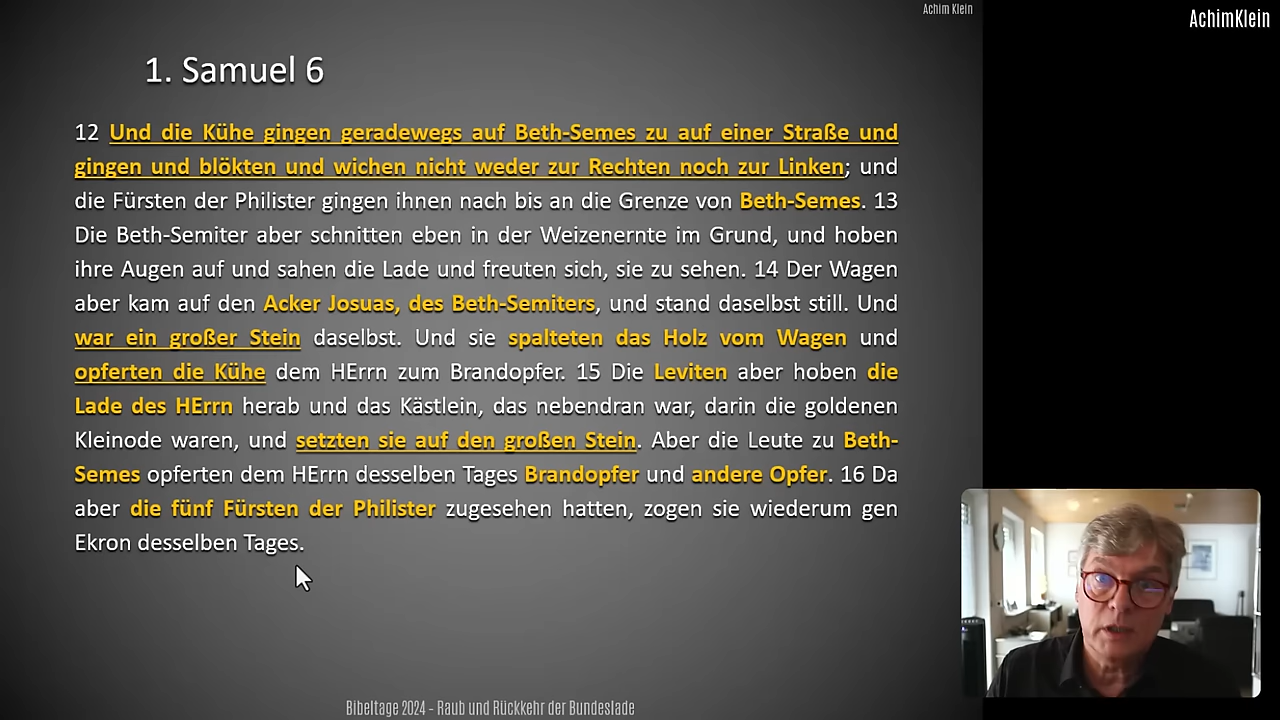 Achim Klein
AchimKlein
1. Samuel 6
12 Und die Kühe gingen geradewegs auf Beth-Semes zu auf einer Straße und
gingen und blökten und wichen nicht weder zur Rechten noch zur Linken; und
die Fürsten der Philister gingen ihnen nach bis an die Grenze von Beth-Semes. 13
Die Beth-Semiter aber schnitten eben in der Weizenernte im Grund, und hoben
ihre Augen auf und sahen die Lade und freuten sich, sie zu sehen. 14 Der Wagen
aber kam auf den Acker Josuas, des Beth-Semiters, und stand daselbst still. Und
war ein großer Stein daselbst. Und sie spalteten das Holz vom Wagen und
opferten die Kühe dem HErrn zum Brandopfer. 15 Die Leviten aber hoben die
Lade des HErrn herab und das Kästlein, das nebendran war, darin die goldenen
Kleinode waren, und setzten sie auf den großen Stein. Aber die Leute zu Beth-
Semes opferten dem HErrn desselben Tages Brandopfer und andere Opfer. 16 Da
aber die fünf Fürsten der Philister zugesehen hatten, zogen sie wiederum gen
Ekron desselben Tages.
Bibeltage 2024 – Raub und Rückkehr der Bundeslade